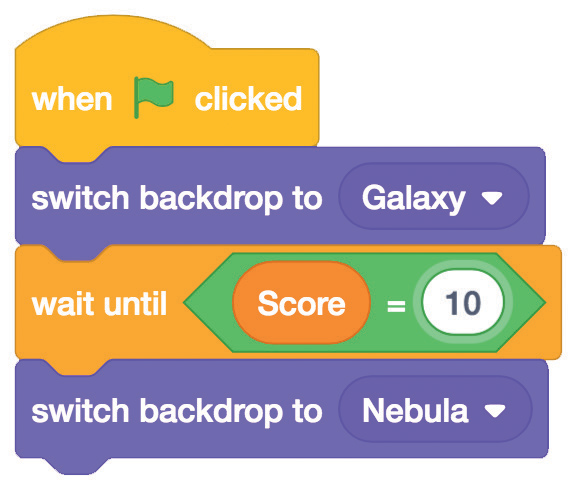 when clicked
switch backdrop to Galaxy
wait until Score = 10
switch backdrop to Nebula